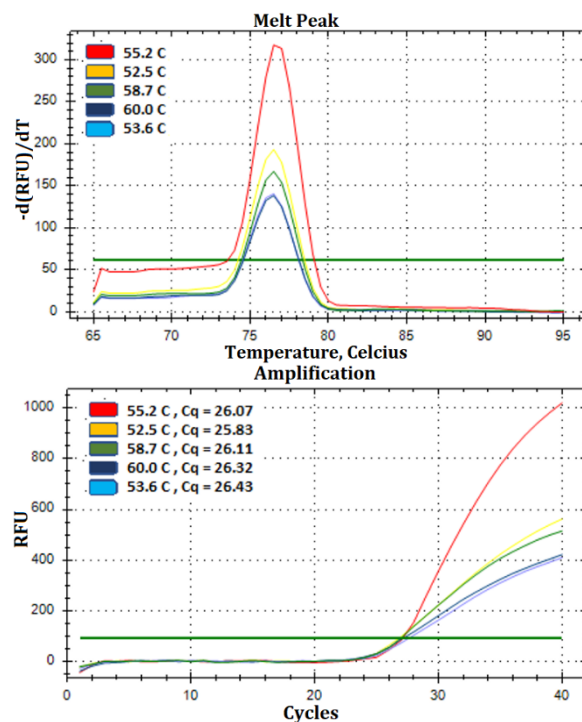 Melt Peak
300
250
200
150
100
50
0
-d(RFU)/dT
55.2 C
52.5 C
58.7 C
60.0 C
53.6 C
65 70 75 80 85 90 95
Temperature, Celcius
Amplification
1000
800
600
400
200
0
RFU
55.2 C , Cq = 26.07
52.5 C , Cq = 25.83
58.7 C , Cq = 26.11
60.0 C , Cq = 26.32
53.6 C , Cq = 26.43
0 10 20 30 40
Cycles